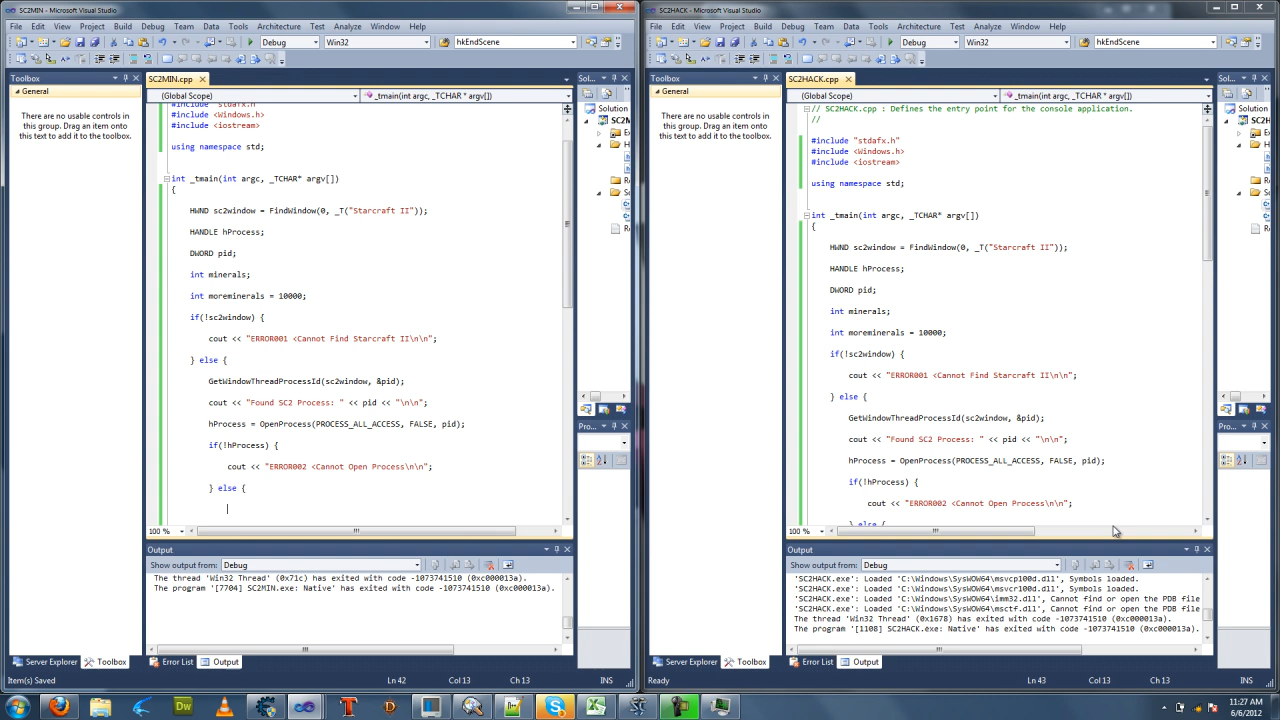 SC2MIN - Microsoft Visual Studio
File Edit View Project Build Debug Team Data Tools Architecture Test Analyze Window Help
Debug Win32 hkEndScene
Toolbox
General
There are no usable controls in
this group. Drag an item onto
this text to add it to the toolbox.
SC2MIN.cpp
(Global Scope) _tmain(int argc, _TCHAR * argv[])
#include "stdafx.h"
#include <Windows.h>
#include <iostream>
using namespace std;
int _tmain(int argc, _TCHAR* argv[])
{
HWND sc2window = FindWindow(0, _T("Starcraft II"));
HANDLE hProcess;
DWORD pid;
int minerals;
int moreminerals = 10000;
if(!sc2window) {
cout << "ERROR001 <Cannot Find Starcraft II\n\n";
} else {
GetWindowThreadProcessId(sc2window, &pid);
cout << "Found SC2 Process: " << pid << "\n\n";
hProcess = OpenProcess(PROCESS_ALL_ACCESS, FALSE, pid);
if(!hProcess) {
cout << "ERROR002 <Cannot Open Process\n\n";
} else {
100 %
Sol...
Solution
SC2M
Pro...
Output
Show output from: Debug
The thread 'Win32 Thread' (0x71c) has exited with code -1073741510 (0xc000013a).
The program '[7704] SC2MIN.exe: Native' has exited with code -1073741510 (0xc000013a).
Server Explorer Toolbox Error List Output
Item(s) Saved Ln 42 Col 13 Ch 13 INS
SC2HACK - Microsoft Visual Studio
File Edit View Project Build Debug Team Data Tools Architecture Test Analyze Window Help
Debug Win32 hkEndScene
Toolbox
General
There are no usable controls in
this group. Drag an item onto
this text to add it to the toolbox.
SC2HACK.cpp
(Global Scope) _tmain(int argc, _TCHAR * argv[])
// SC2HACK.cpp : Defines the entry point for the console application.
//
#include "stdafx.h"
#include <Windows.h>
#include <iostream>
using namespace std;
int _tmain(int argc, _TCHAR* argv[])
{
HWND sc2window = FindWindow(0, _T("Starcraft II"));
HANDLE hProcess;
DWORD pid;
int minerals;
int moreminerals = 10000;
if(!sc2window) {
cout << "ERROR001 <Cannot Find Starcraft II\n\n";
} else {
GetWindowThreadProcessId(sc2window, &pid);
cout << "Found SC2 Process: " << pid << "\n\n";
hProcess = OpenProcess(PROCESS_ALL_ACCESS, FALSE, pid);
if(!hProcess) {
cout << "ERROR002 <Cannot Open Process\n\n";
} else {
100 %
Sol...
Solution
SC2H
Pro...
Output
Show output from: Debug
'SC2HACK.exe': Loaded 'C:\Windows\SysWOW64\msvcp100d.dll', Symbols loaded.
'SC2HACK.exe': Loaded 'C:\Windows\SysWOW64\msvcr100d.dll', Symbols loaded.
'SC2HACK.exe': Loaded 'C:\Windows\SysWOW64\imm32.dll', Cannot find or open the PDB file
'SC2HACK.exe': Loaded 'C:\Windows\SysWOW64\msctf.dll', Cannot find or open the PDB file
The thread 'Win32 Thread' (0x1678) has exited with code -1073741510 (0xc000013a).
The program '[1108] SC2HACK.exe: Native' has exited with code -1073741510 (0xc000013a).
Server Explorer Toolbox Error List Output
Ready Ln 43 Col 13 Ch 13 INS
Dw
11:27 AM
6/6/2012